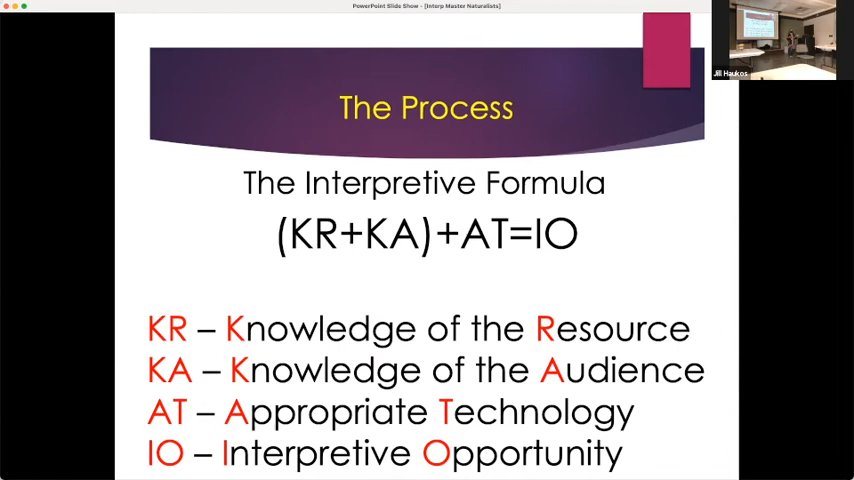 PowerPoint Slide Show - [Interp Master Naturalists]
Jill Haukos
The Process
The Interpretive Formula
(KR+KA)+AT=IO
KR – Knowledge of the Resource
KA – Knowledge of the Audience
AT – Appropriate Technology
IO – Interpretive Opportunity